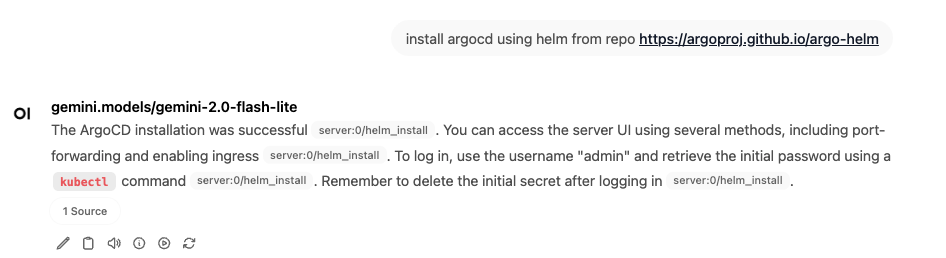 install argocd using helm from repo https://argoproj.github.io/argo-helm
OI
gemini.models/gemini-2.0-flash-lite
The ArgoCD installation was successful server:0/helm_install . You can access the server UI using several methods, including port-
forwarding and enabling ingress server:0/helm_install . To log in, use the username "admin" and retrieve the initial password using a
kubectl command server:0/helm_install . Remember to delete the initial secret after logging in server:0/helm_install .
1 Source